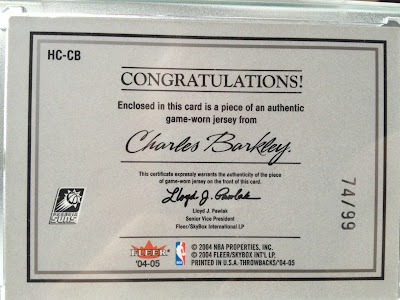 HC-CB
CONGRATULATIONS!
Enclosed in this card is a piece of an authentic
game-worn jersey from
Charles Barkley.
This certificate expressly warrants the authenticity of the piece
of game-worn jersey on the front of this card.
Lloyd J. Pawlak
Lloyd J. Pawlak
Senior Vice President
Fleer/SkyBox International LP
74/99
PHOENIX
SUNS
FLEER
'04-05
NBA
© 2004 NBA PROPERTIES, INC.
© 2004 FLEER/SKYBOX INT'L LP.
PRINTED IN U.S.A. THROWBACKS/'04-05